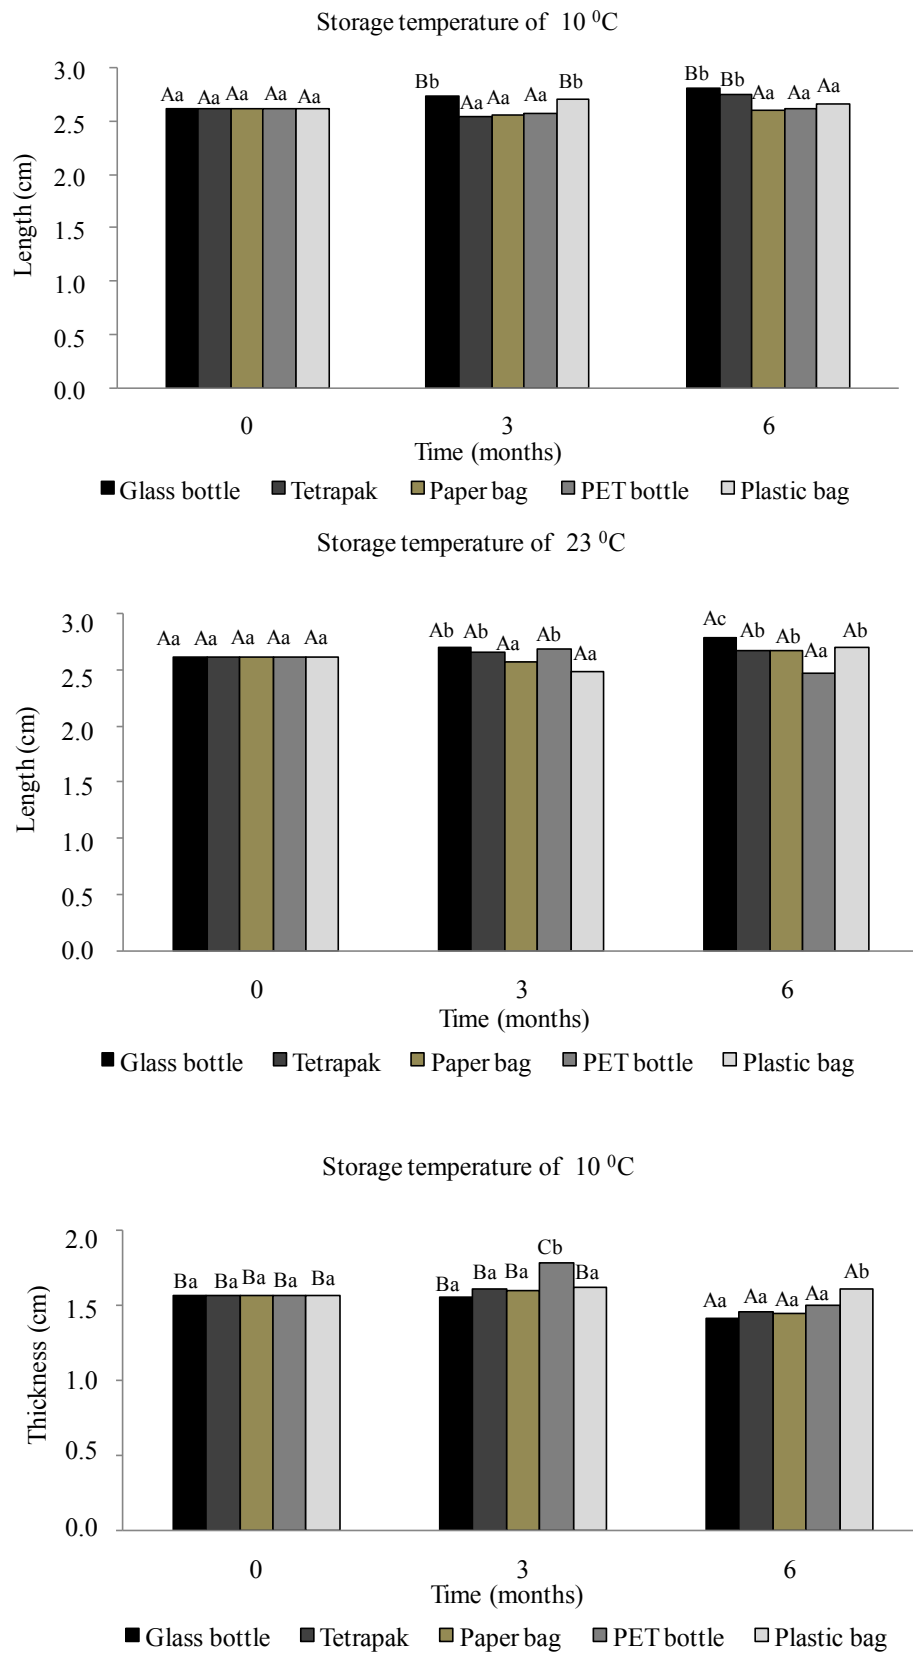 Storage temperature of 10 ⁰C
Length (cm)
3.0
2.5
2.0
1.5
1.0
0.5
0.0
Aa Aa Aa Aa Aa
Bb Aa Aa Aa Bb
Bb Bb Aa Aa Aa
0 3 6
Time (months)
Glass bottle Tetrapak Paper bag PET bottle Plastic bag
Storage temperature of 23 ⁰C
Length (cm)
3.0
2.5
2.0
1.5
1.0
0.5
0.0
Aa Aa Aa Aa Aa
Ab Ab Aa Ab Aa
Ac Ab Ab Aa Ab
0 3 6
Time (months)
Glass bottle Tetrapak Paper bag PET bottle Plastic bag
Storage temperature of 10 ⁰C
Thickness (cm)
2.0
1.5
1.0
0.5
0.0
Ba Ba Ba Ba Ba
Ba Ba Ba Cb Ba
Aa Aa Aa Aa Ab
0 3 6
Time (months)
Glass bottle Tetrapak Paper bag PET bottle Plastic bag